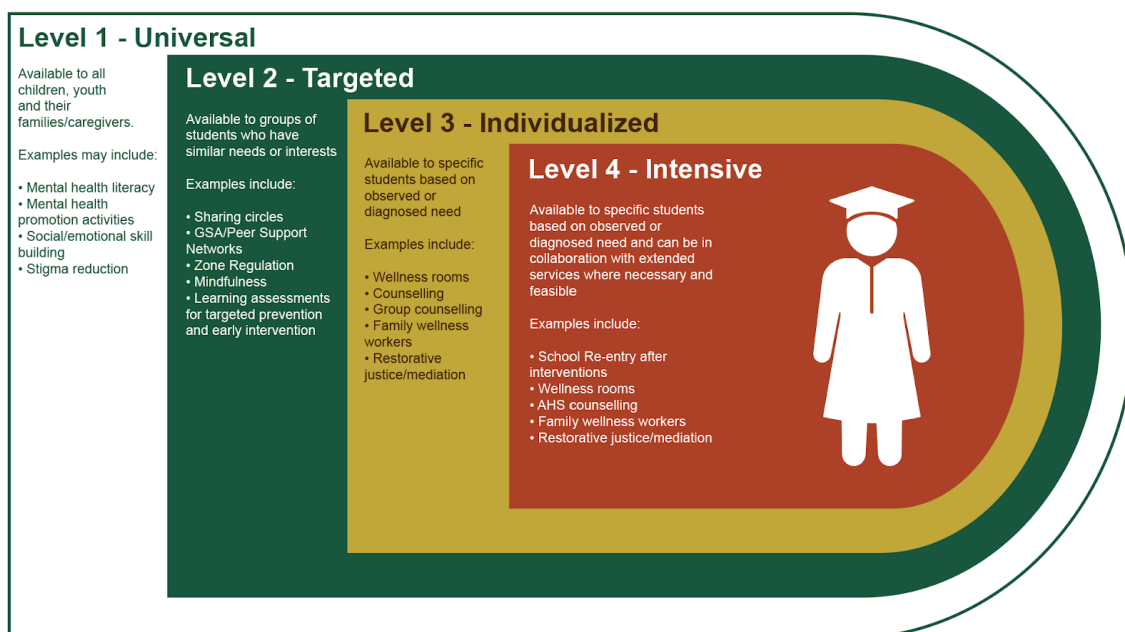 Level 1 - Universal
Available to all
children, youth
and their
families/caregivers.
Examples may include:
• Mental health literacy
• Mental health
promotion activities
• Social/emotional skill
building
• Stigma reduction
Level 2 - Targeted
Available to groups of
students who have
similar needs or interests
Examples include:
• Sharing circles
• GSA/Peer Support
Networks
• Zone Regulation
• Mindfulness
• Learning assessments
for targeted prevention
and early intervention
Level 3 - Individualized
Available to specific
students based on
observed or
diagnosed need
Examples include:
• Wellness rooms
• Counselling
• Group counselling
• Family wellness
workers
• Restorative
justice/mediation
Level 4 - Intensive
Available to specific students
based on observed or
diagnosed need and can be in
collaboration with extended
services where necessary and
feasible
Examples include:
• School Re-entry after
interventions
• Wellness rooms
• AHS counselling
• Family wellness workers
• Restorative justice/mediation